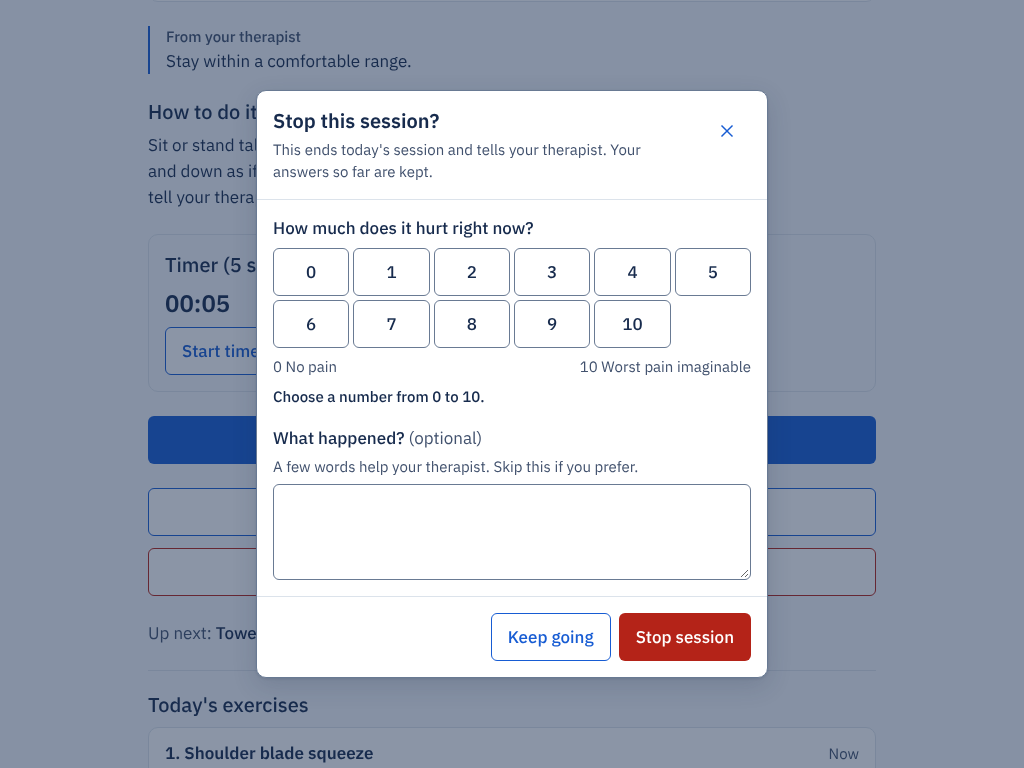 From your therapist
Stay within a comfortable range.
How to do it
Sit or stand
and down as
tell your
Timer (5
00:05
Start
Stop this session?
This ends today's session and tells your therapist. Your
answers so far are kept.
How much does it hurt right now?
0 1 2 3 4 5
6 7 8 9 10
0 No pain
10 Worst pain imaginable
Choose a number from 0 to 10.
What happened? (optional)
A few words help your therapist. Skip this if you prefer.
Keep going
Stop session
Up next:
Today's exercises
1. Shoulder blade squeeze
Now